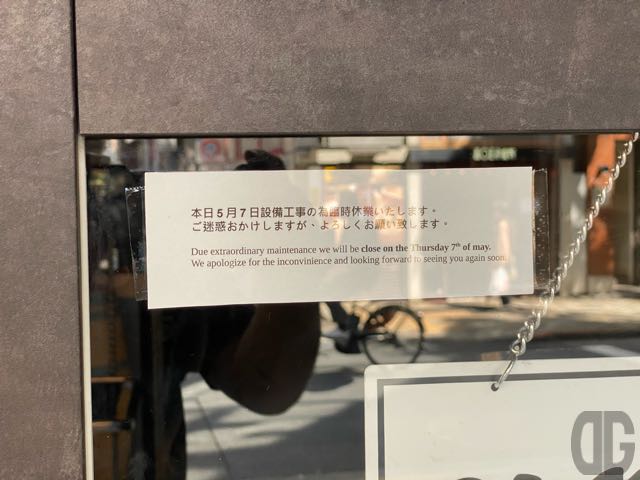 本日5月7日設備工事の為臨時休業いたします。
ご迷惑おかけしますが、よろしくお願い致します。
Due extraordinary maintenance we will be close on the Thursday 7th of may.
We apologize for the inconvinience and looking forward to seeing you again soon.
DG